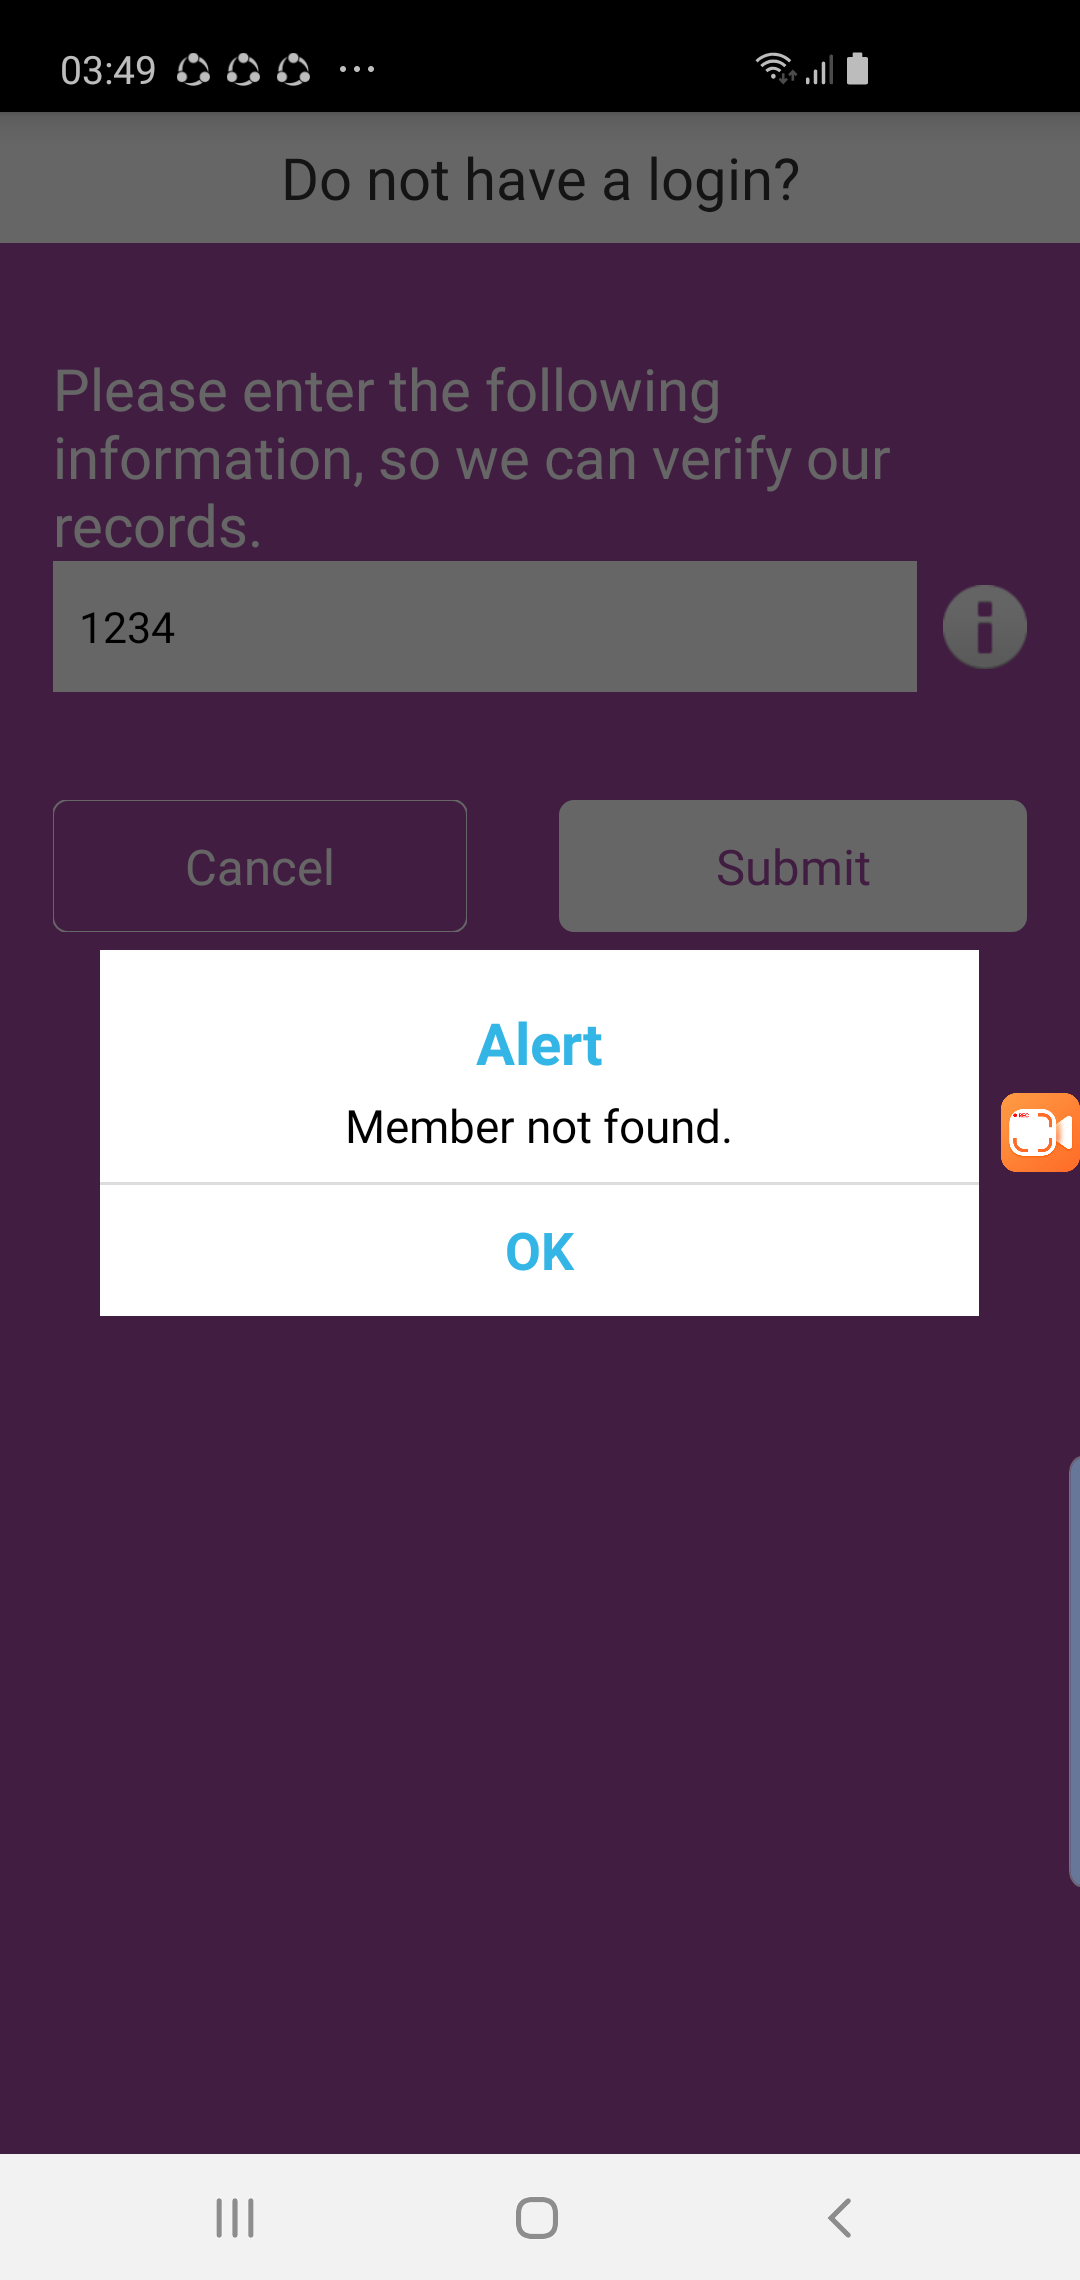 03:49
Do not have a login?
Please enter the following
information, so we can verify our
records.
1234
Cancel
Submit
Alert
Member not found.
REC
OK